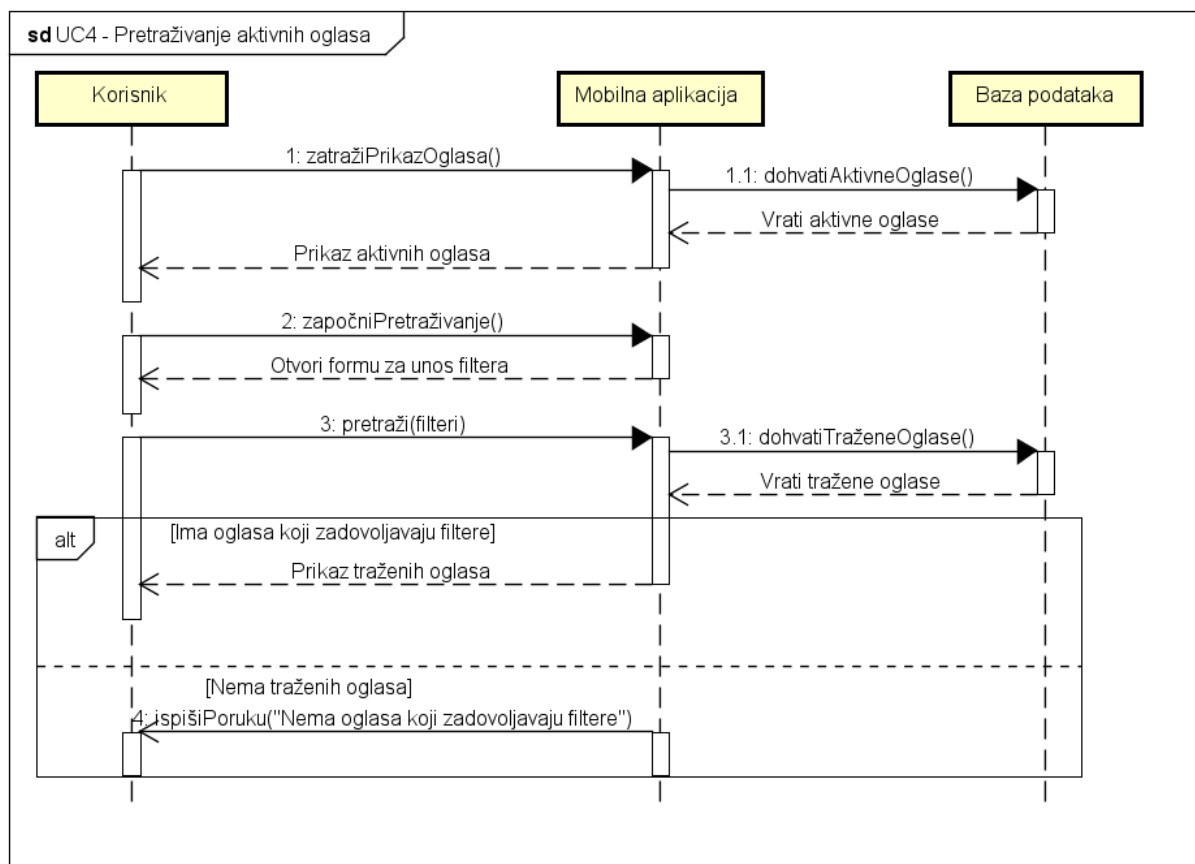 sd UC4 - Pretraživanje aktivnih oglasa
Korisnik
Mobilna aplikacija
Baza podataka
1: zatražiPrikazOglasa()
1.1: dohvatiAktivneOglase()
Vrati aktivne oglase
Prikaz aktivnih oglasa
2: započniPretraživanje()
Otvori formu za unos filtera
3: pretraži(filteri)
3.1: dohvatiTraženeOglase()
Vrati tražene oglase
alt
[Ima oglasa koji zadovoljavaju filtere]
Prikaz traženih oglasa
[Nema traženih oglasa]
4: ispišiPoruku("Nema oglasa koji zadovoljavaju filtere")